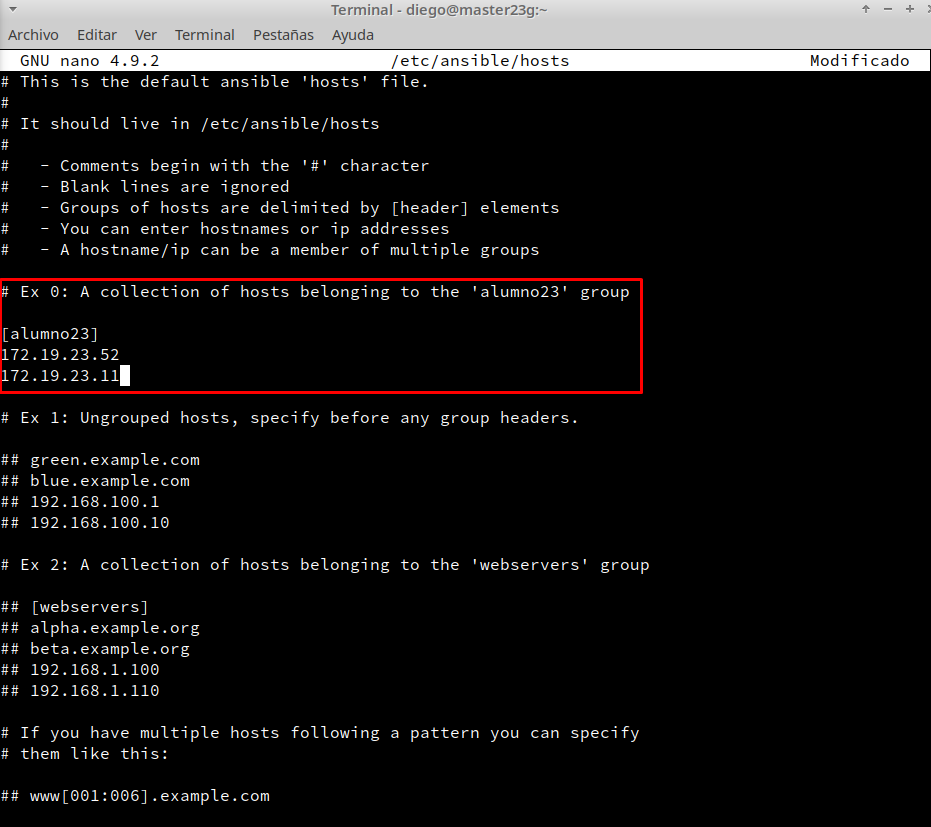 Terminal - diego@master23g:~
Archivo Editar Ver Terminal Pestañas Ayuda
GNU nano 4.9.2 /etc/ansible/hosts Modificado
# This is the default ansible 'hosts' file.
#
# It should live in /etc/ansible/hosts
#
#   - Comments begin with the '#' character
#   - Blank lines are ignored
#   - Groups of hosts are delimited by [header] elements
#   - You can enter hostnames or ip addresses
#   - A hostname/ip can be a member of multiple groups
# Ex 0: A collection of hosts belonging to the 'alumno23' group
[alumno23]
172.19.23.52
172.19.23.11
# Ex 1: Ungrouped hosts, specify before any group headers.
## green.example.com
## blue.example.com
## 192.168.100.1
## 192.168.100.10
# Ex 2: A collection of hosts belonging to the 'webservers' group
## [webservers]
## alpha.example.org
## beta.example.org
## 192.168.1.100
## 192.168.1.110
# If you have multiple hosts following a pattern you can specify
# them like this:
## www[001:006].example.com